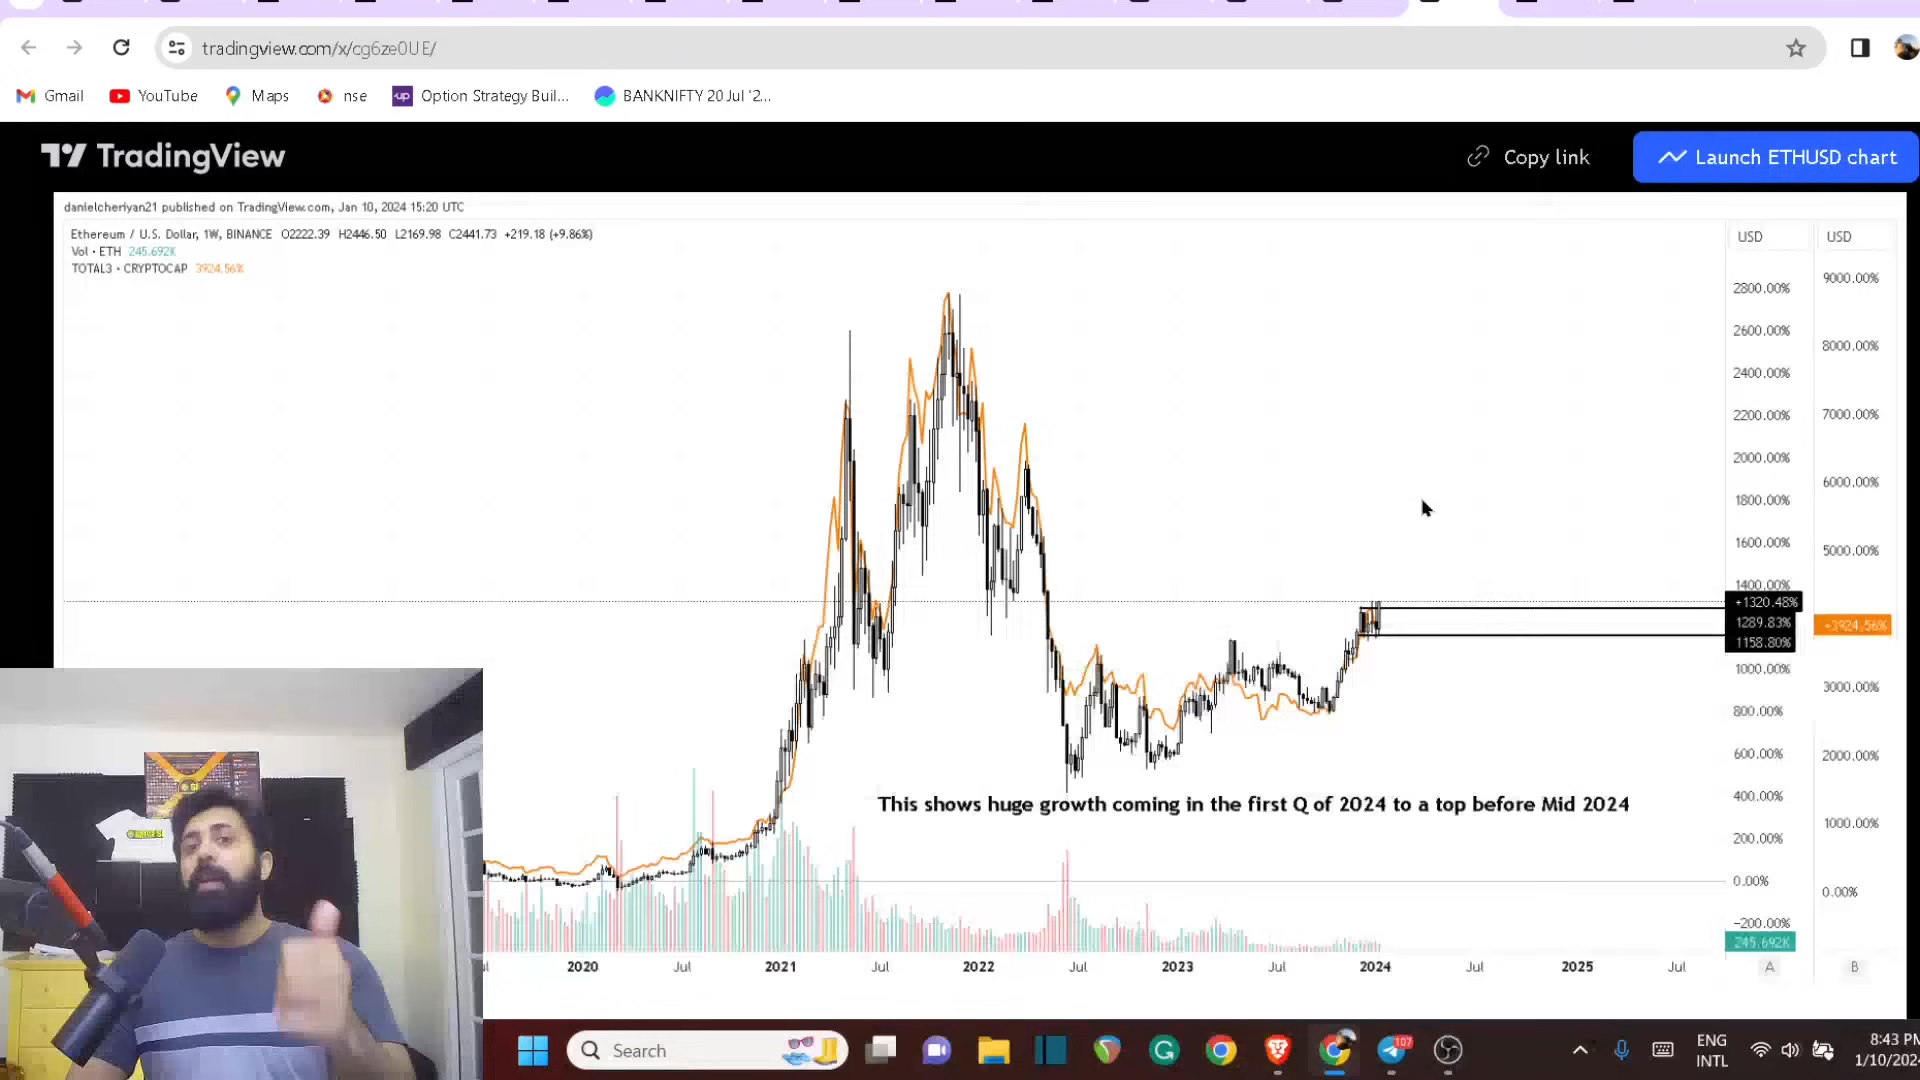 tradingview.com/x/cg6ze0UE/
Gmail YouTube Maps nse Option Strategy Buil... BANKNIFTY 20 Jul '2...
TradingView
Copy link
Launch ETHUSD chart
danielcheriyan21 published on TradingView.com, Jan 10, 2024 15:20 UTC
Ethereum / U.S. Dollar, 1W, BINANCE O2222.39 H2446.50 L2169.98 C2441.73 +219.18 (+9.86%)
Vol · ETH 245.692K
TOTAL3 · CRYPTOCAP 3924.56%
USD
2800.00%
2600.00%
2400.00%
2200.00%
2000.00%
1800.00%
1600.00%
1400.00%
+1320.48%
1289.83%
1158.80%
1000.00%
800.00%
600.00%
400.00%
200.00%
0.00%
-200.00%
245.692K
A
USD
9000.00%
8000.00%
7000.00%
6000.00%
5000.00%
+3924.56%
3000.00%
2000.00%
1000.00%
0.00%
B
This shows huge growth coming in the first Q of 2024 to a top before Mid 2024
2020 Jul 2021 Jul 2022 Jul 2023 Jul 2024 Jul 2025 Jul
Search
107
ENG
INTL
8:43 PM
1/10/202